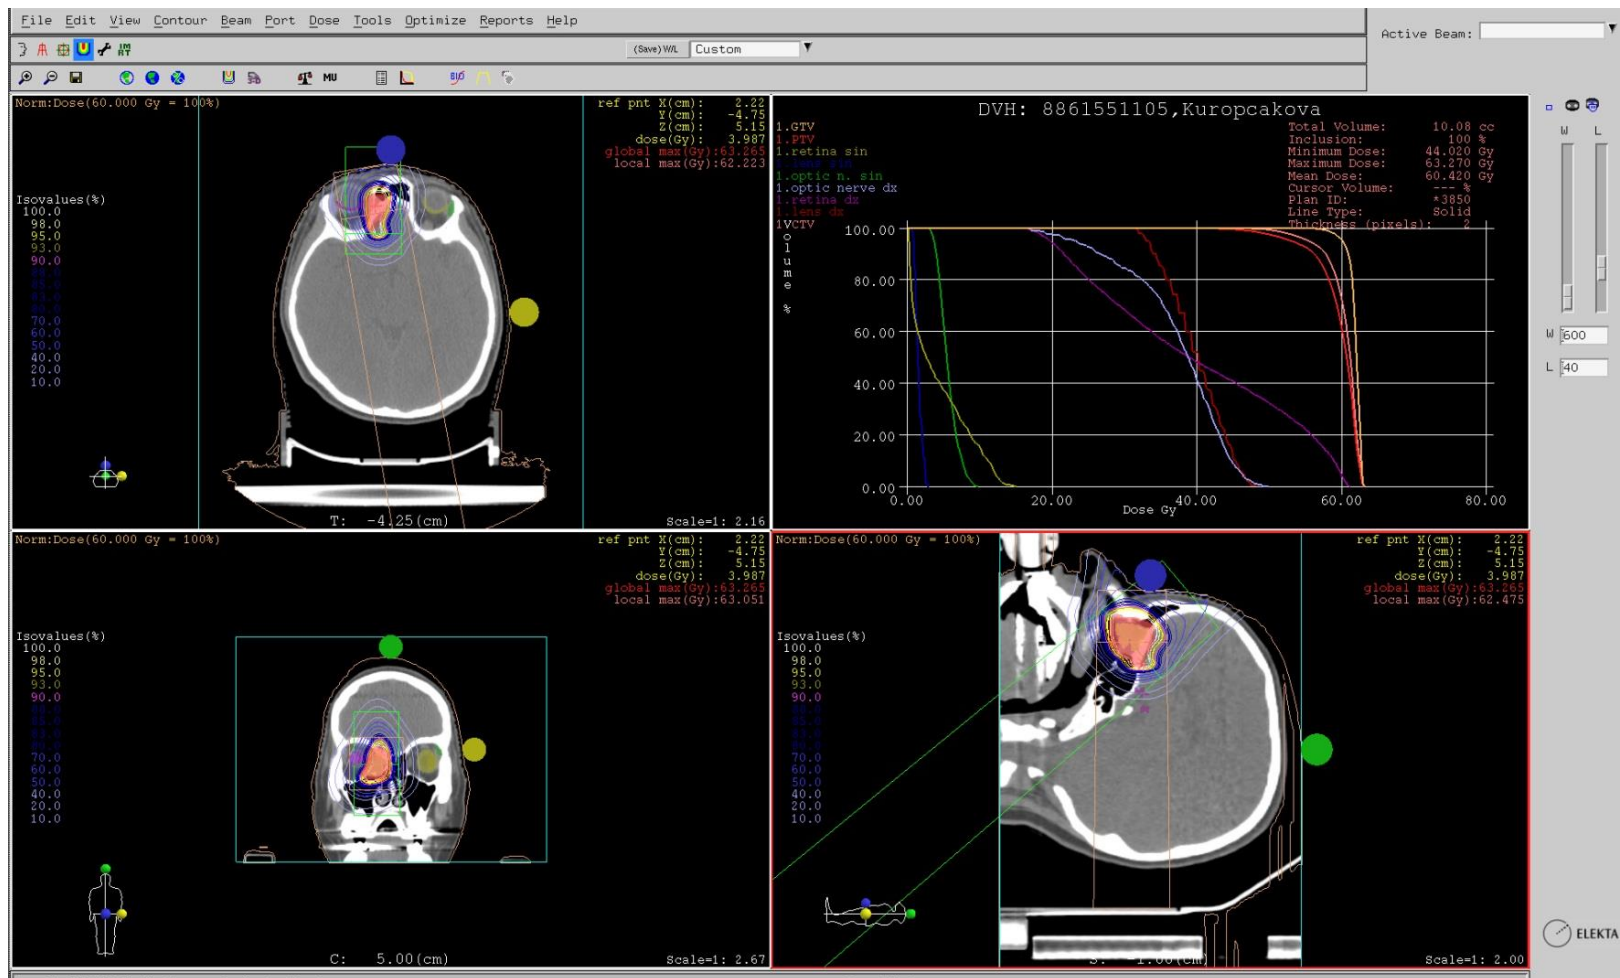 File Edit View Contour Beam Port Dose Tools Optimize Reports Help
Active Beam:
(Save) W/L Custom
IM
RT
MU
BIO
Norm:Dose(60.000 Gy = 100%)
ref pnt X(cm): 2.22
Y(cm): -4.75
Z(cm): 5.15
dose(Gy): 3.987
global max(Gy):63.265
local max(Gy):62.223
Isovalues(%)
100.0
98.0
95.0
93.0
90.0
70.0
60.0
50.0
40.0
20.0
10.0
T: -4.25(cm)
Scale=1: 2.16
DVH: 8861551105,Kuropcakova
1.GTV
1.PTV
1.retina sin
1.lens sin
1.optic n. sin
1.optic nerve dx
1.retina dx
1.lens dx
1.CTV
Total Volume: 10.08 cc
Inclusion: 100 %
Minimum Dose: 44.020 Gy
Maximum Dose: 63.270 Gy
Mean Dose: 60.420 Gy
Cursor Volume: --- %
Plan ID: *3850
Line Type: Solid
Thickness (pixels): 2
Volume %
100.00
80.00
60.00
40.00
20.00
0.00
0.00 20.00 40.00 60.00 80.00
Dose Gy
W L
W 600
L 40
Norm:Dose(60.000 Gy = 100%)
ref pnt X(cm): 2.22
Y(cm): -4.75
Z(cm): 5.15
dose(Gy): 3.987
global max(Gy):63.265
local max(Gy):63.051
Isovalues(%)
100.0
98.0
95.0
93.0
90.0
70.0
60.0
50.0
40.0
20.0
10.0
C: 5.00(cm)
Scale=1: 2.67
Norm:Dose(60.000 Gy = 100%)
ref pnt X(cm): 2.22
Y(cm): -4.75
Z(cm): 5.15
dose(Gy): 3.987
global max(Gy):63.265
local max(Gy):62.475
Isovalues(%)
100.0
98.0
95.0
93.0
90.0
70.0
60.0
50.0
40.0
20.0
10.0
S: -1.00(cm)
Scale=1: 2.00
ELEKTA